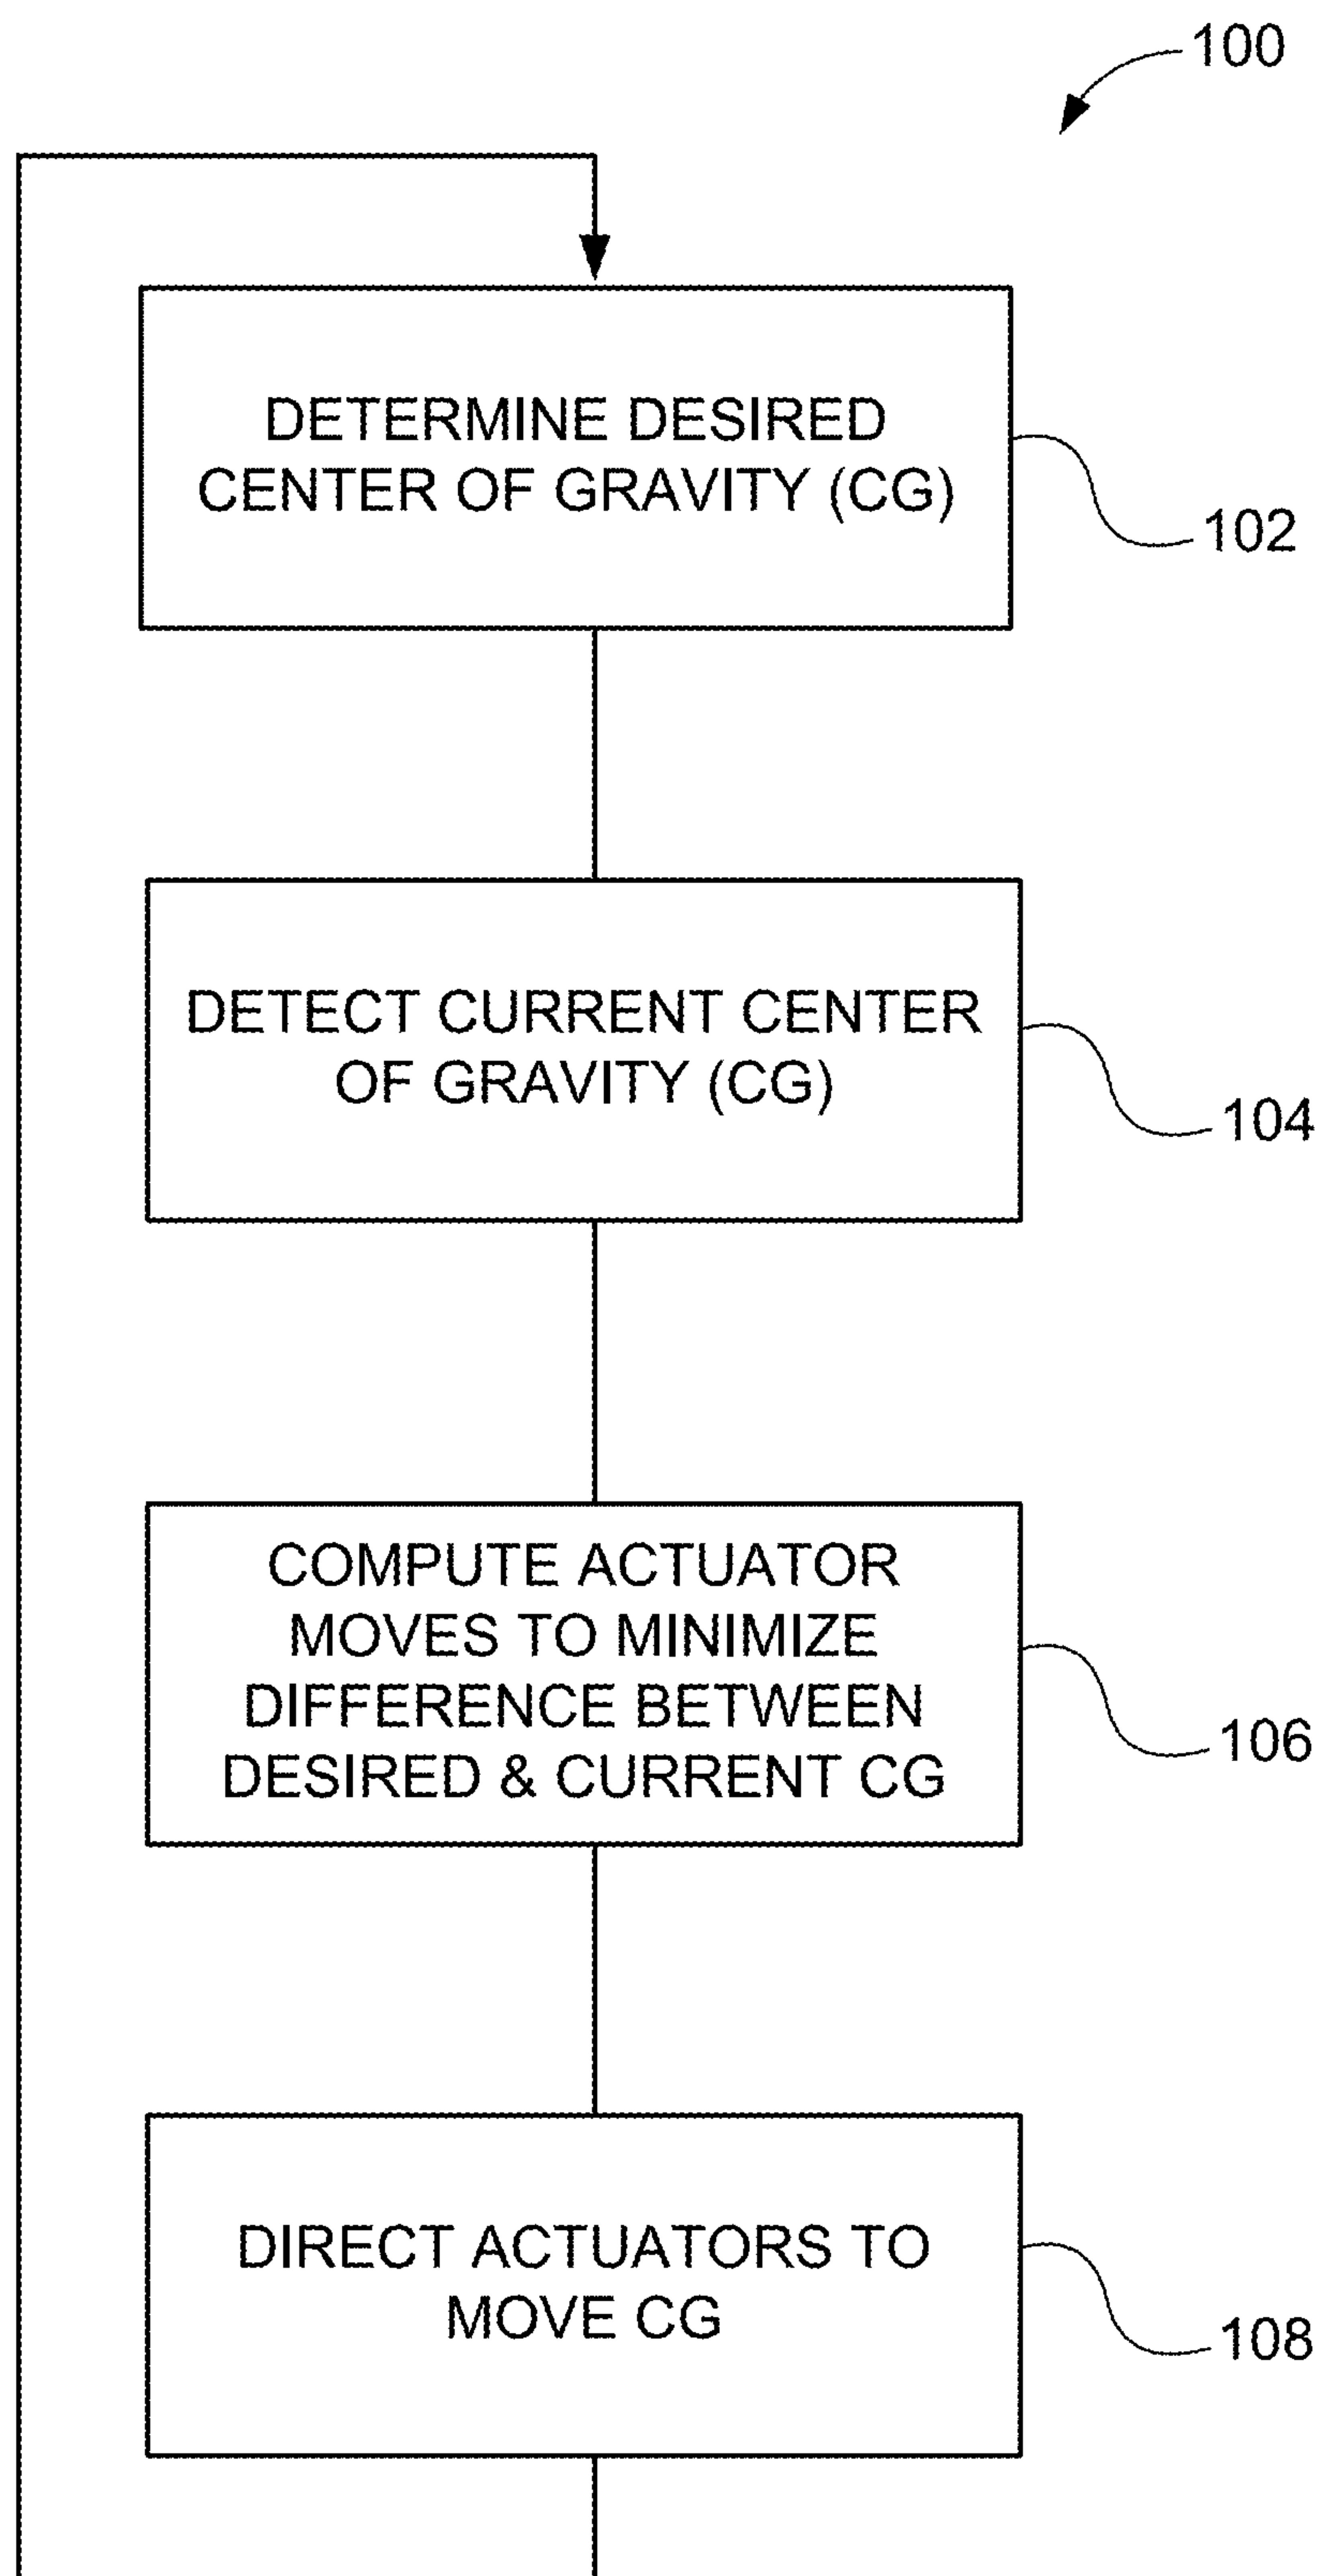 100
DETERMINE DESIRED
CENTER OF GRAVITY (CG)
102
DETECT CURRENT CENTER
OF GRAVITY (CG)
104
COMPUTE ACTUATOR
MOVES TO MINIMIZE
DIFFERENCE BETWEEN
DESIRED & CURRENT CG
106
DIRECT ACTUATORS TO
MOVE CG
108